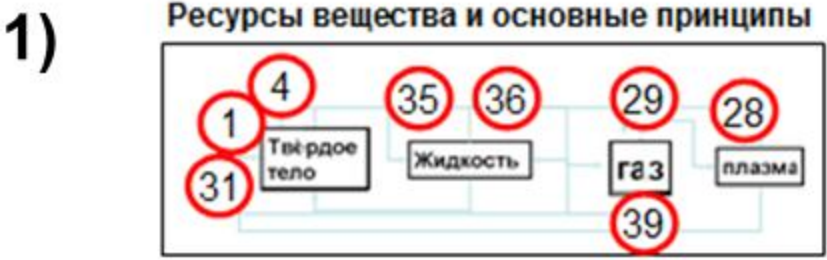 1)
Ресурсы вещества и основные принципы
4
35
36
29
28
1
Твёрдое
тело
Жидкость
газ
плазма
31
39